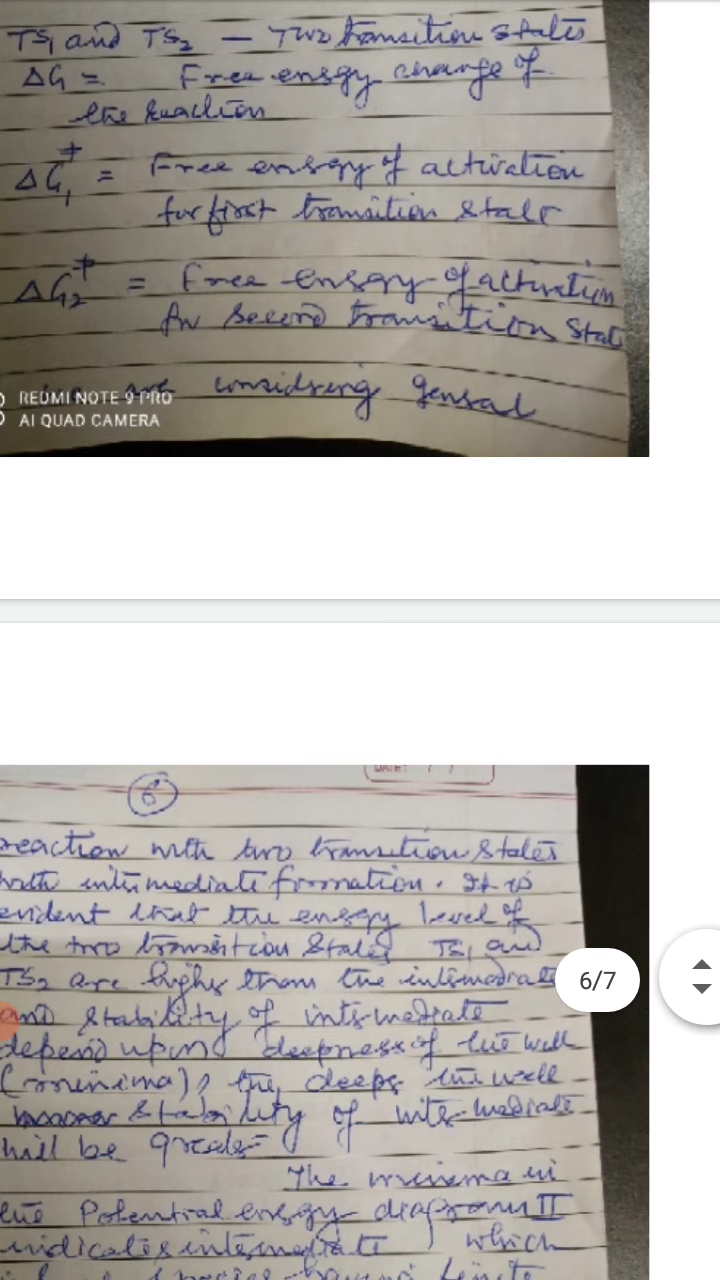 TS1 and TS2 — Two transition states
ΔG = Free energy change of
the reaction
ΔG1‡ = Free energy of activation
for first transition state
ΔG2‡ = Free energy of activation
for second transition stat
are considering general
REDMI NOTE 9 PRO
AI QUAD CAMERA
DATE: / /
6
reaction with two transition states
with intermediate formation. It is
evident that the energy level of
the two transition states TS1 and
TS2 are higher than the intermediate
and stability of intermediate
depend upon deepness of the well
(minima), the deeper the well
stability of intermediate
will be greater
The minima in
the Potential energy diagram II
indicates intermediate which
6/7